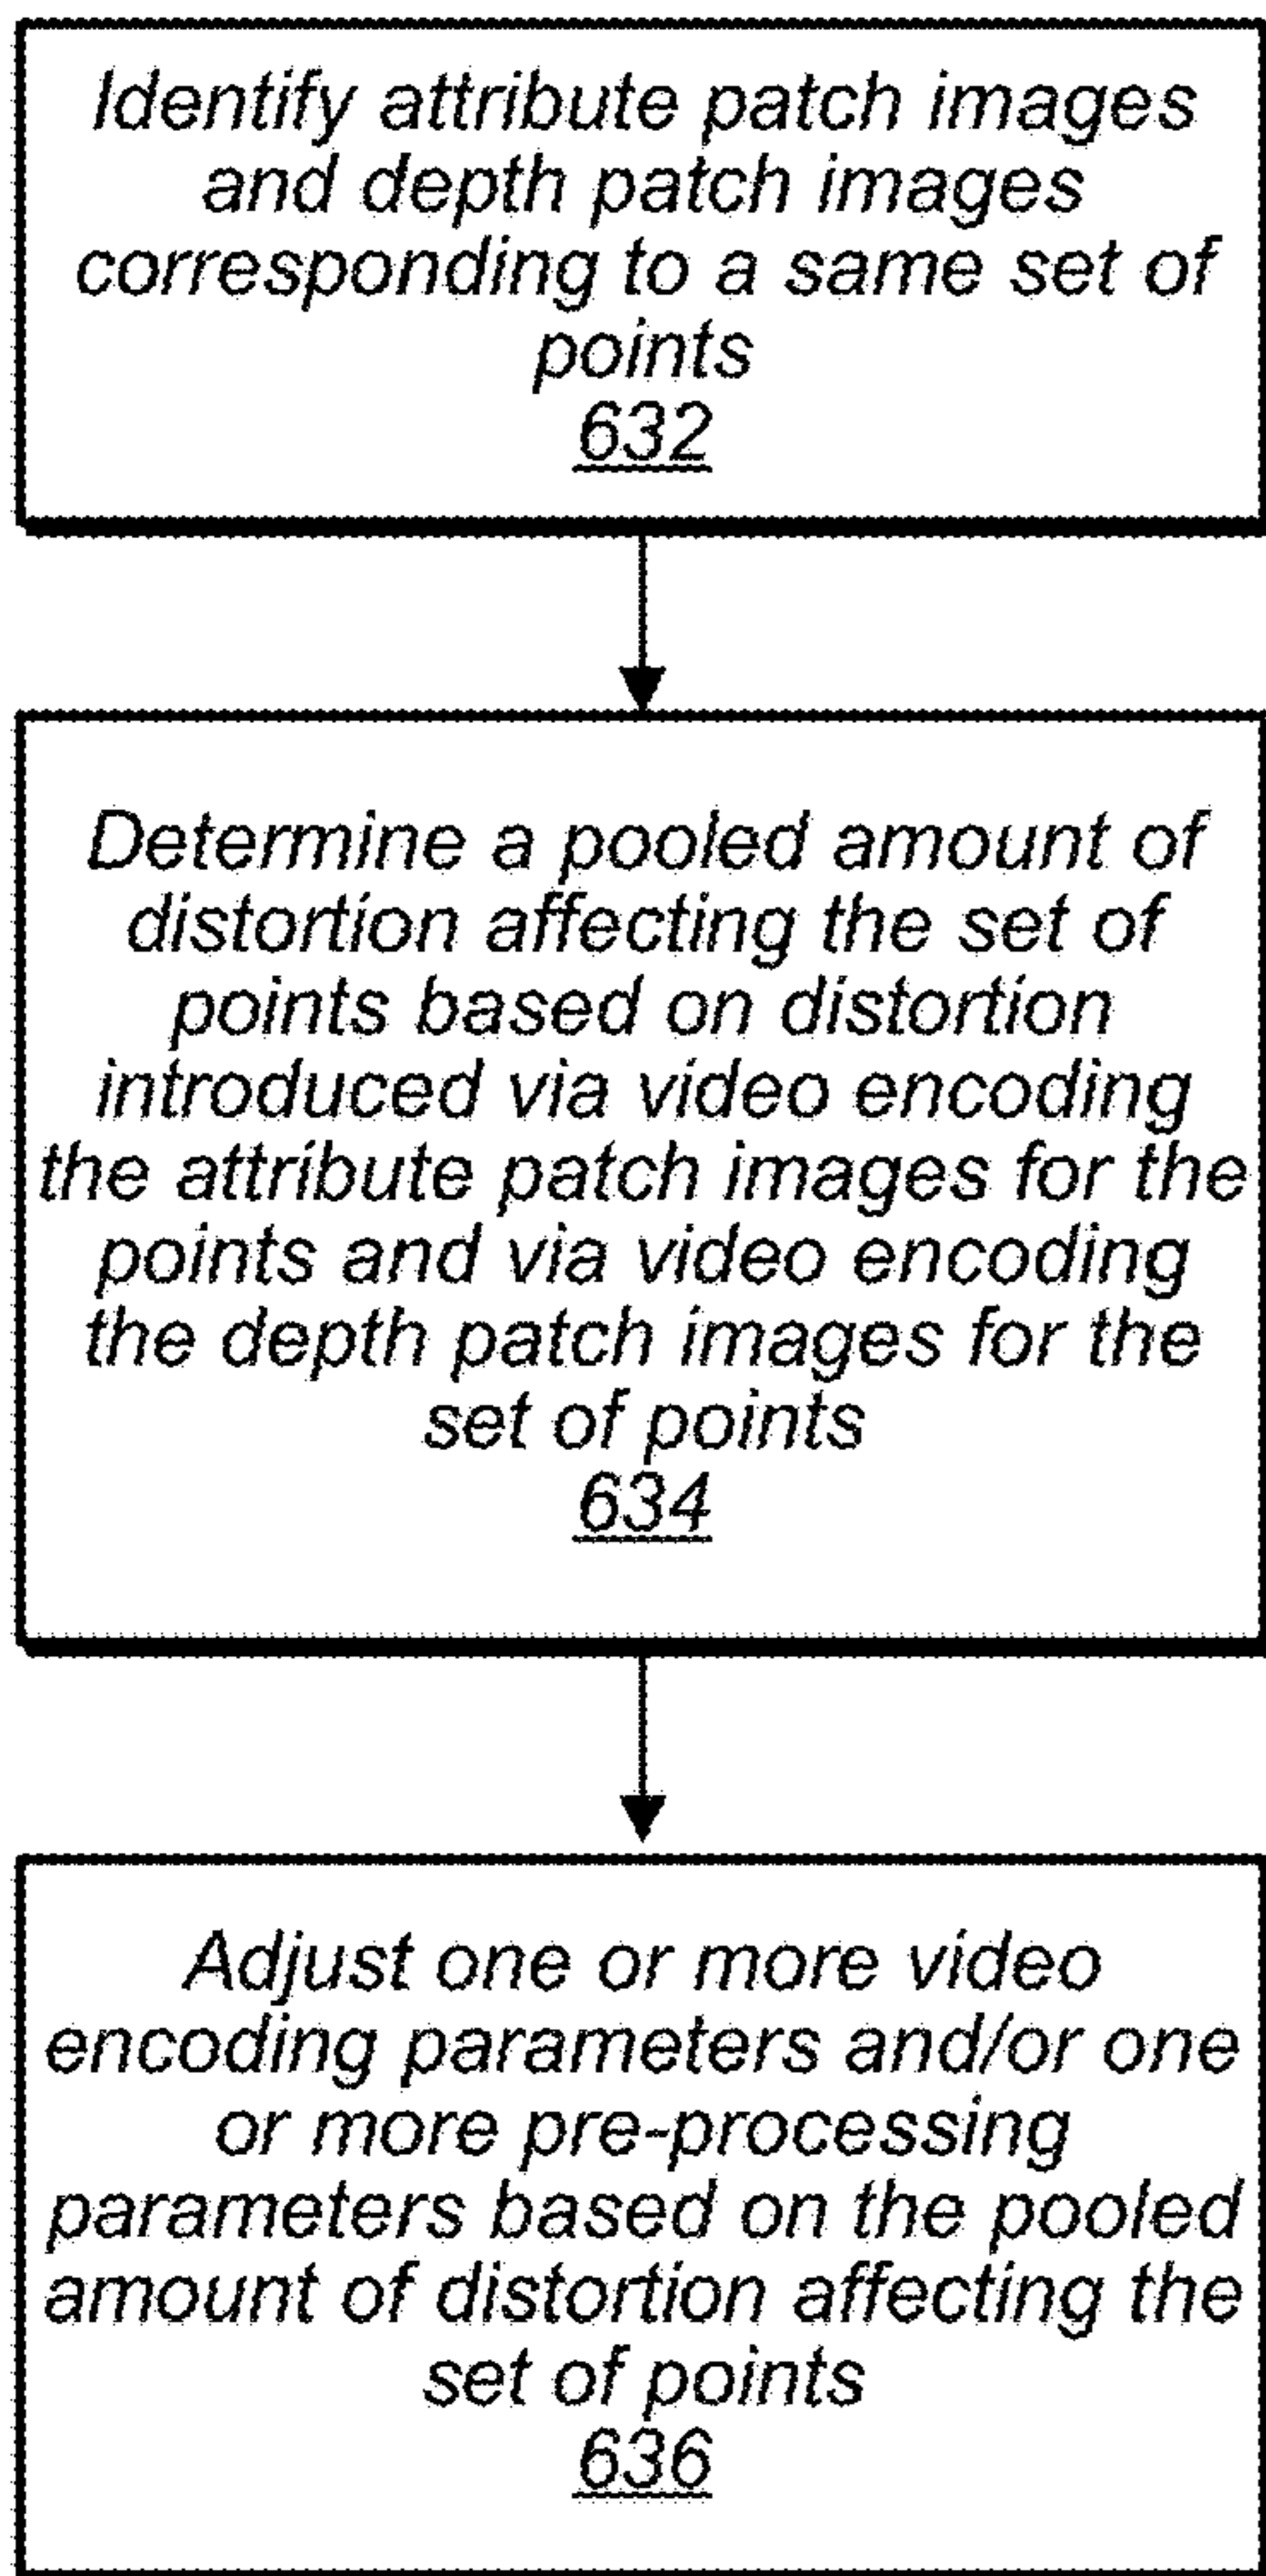 Identify attribute patch images
and depth patch images
corresponding to a same set of
points
632
Determine a pooled amount of
distortion affecting the set of
points based on distortion
introduced via video encoding
the attribute patch images for the
points and via video encoding
the depth patch images for the
set of points
634
Adjust one or more video
encoding parameters and/or one
or more pre-processing
parameters based on the pooled
amount of distortion affecting the
set of points
636